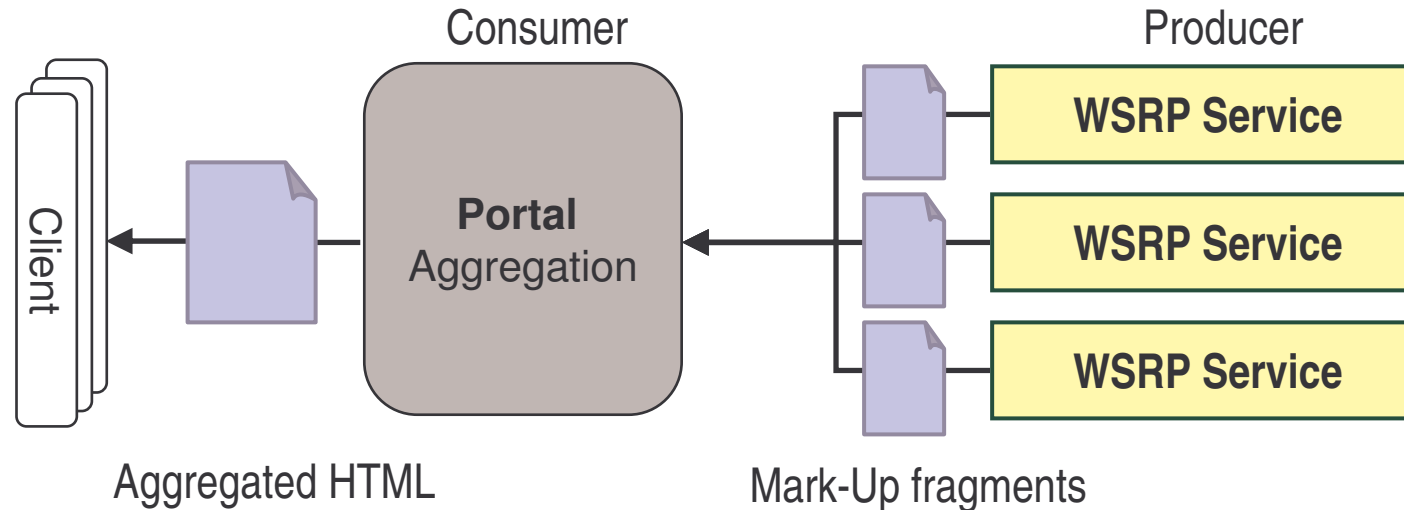 Consumer
Producer
WSRP Service
Client
Portal
Aggregation
WSRP Service
WSRP Service
Aggregated HTML
Mark-Up fragments